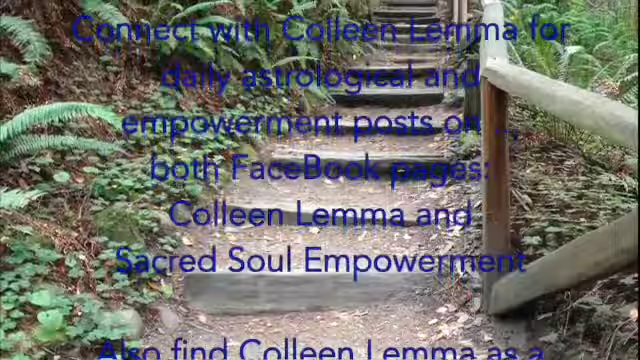 Connect with Colleen Lemma for
daily astrological and
empowerment posts on
both FaceBook pages:
Colleen Lemma and
Sacred Soul Empowerment
Also find Colleen Lemma as a